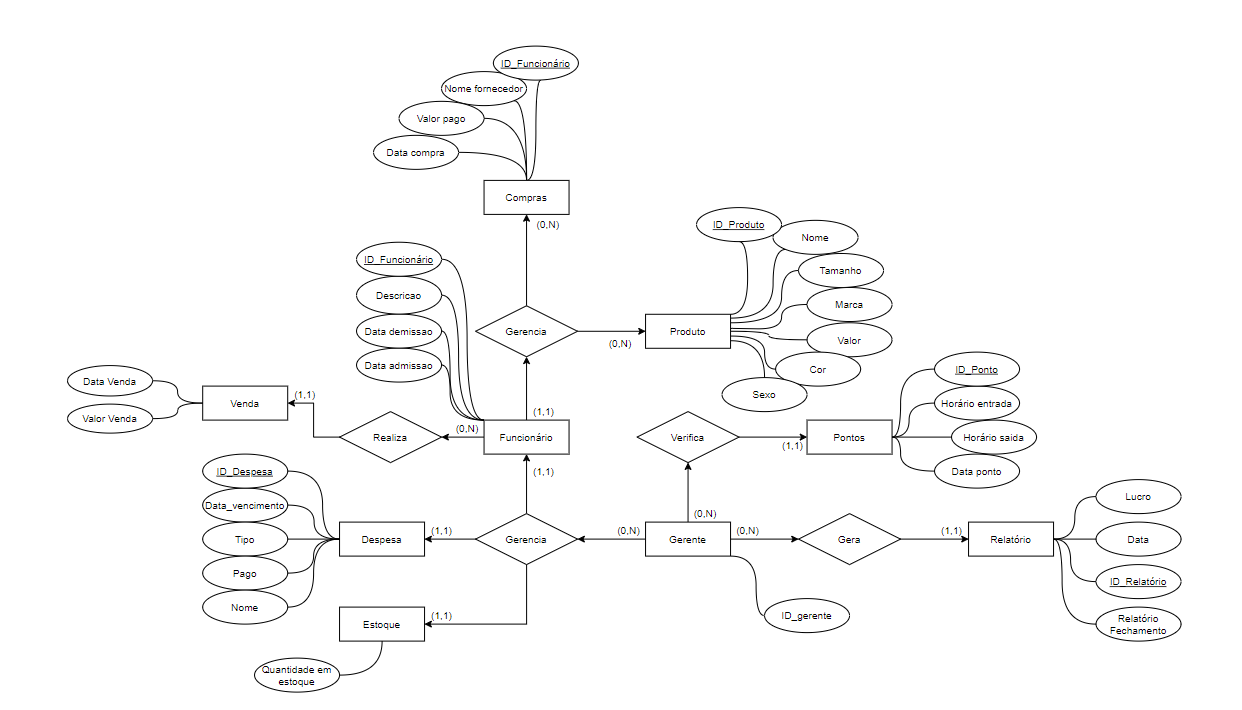 ID_Funcionário
Nome fornecedor
Valor pago
Data compra
Compras
(0,N)
ID_Produto
Nome
Tamanho
Marca
Valor
Cor
Sexo
Produto
(0,N)
Gerencia
ID_Funcionário
Descricao
Data demissao
Data admissao
(1,1)
Funcionário
(0,N)
Realiza
(1,1)
Venda
Data Venda
Valor Venda
ID_Ponto
Horário entrada
Horário saida
Data ponto
Pontos
(1,1)
Verifica
(0,N)
(1,1)
ID_Despesa
Data_vencimento
Tipo
Pago
Nome
Despesa
(1,1)
Gerencia
(0,N)
Gerente
(0,N)
Gera
(1,1)
Relatório
Lucro
Data
ID_Relatório
Relatório
Fechamento
ID_gerente
Estoque
(1,1)
Quantidade em
estoque